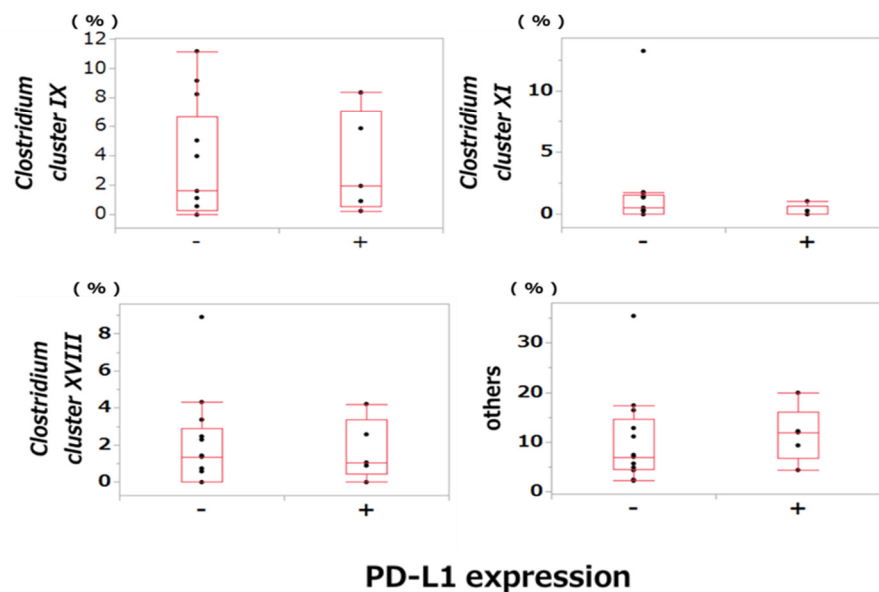 ( % )
Clostridium
cluster IX
12
10
8
6
4
2
0
- +
( % )
Clostridium
cluster XI
10
5
0
- +
( % )
Clostridium
cluster XVIII
8
6
4
2
0
- +
( % )
others
30
20
10
0
- +
PD-L1 expression